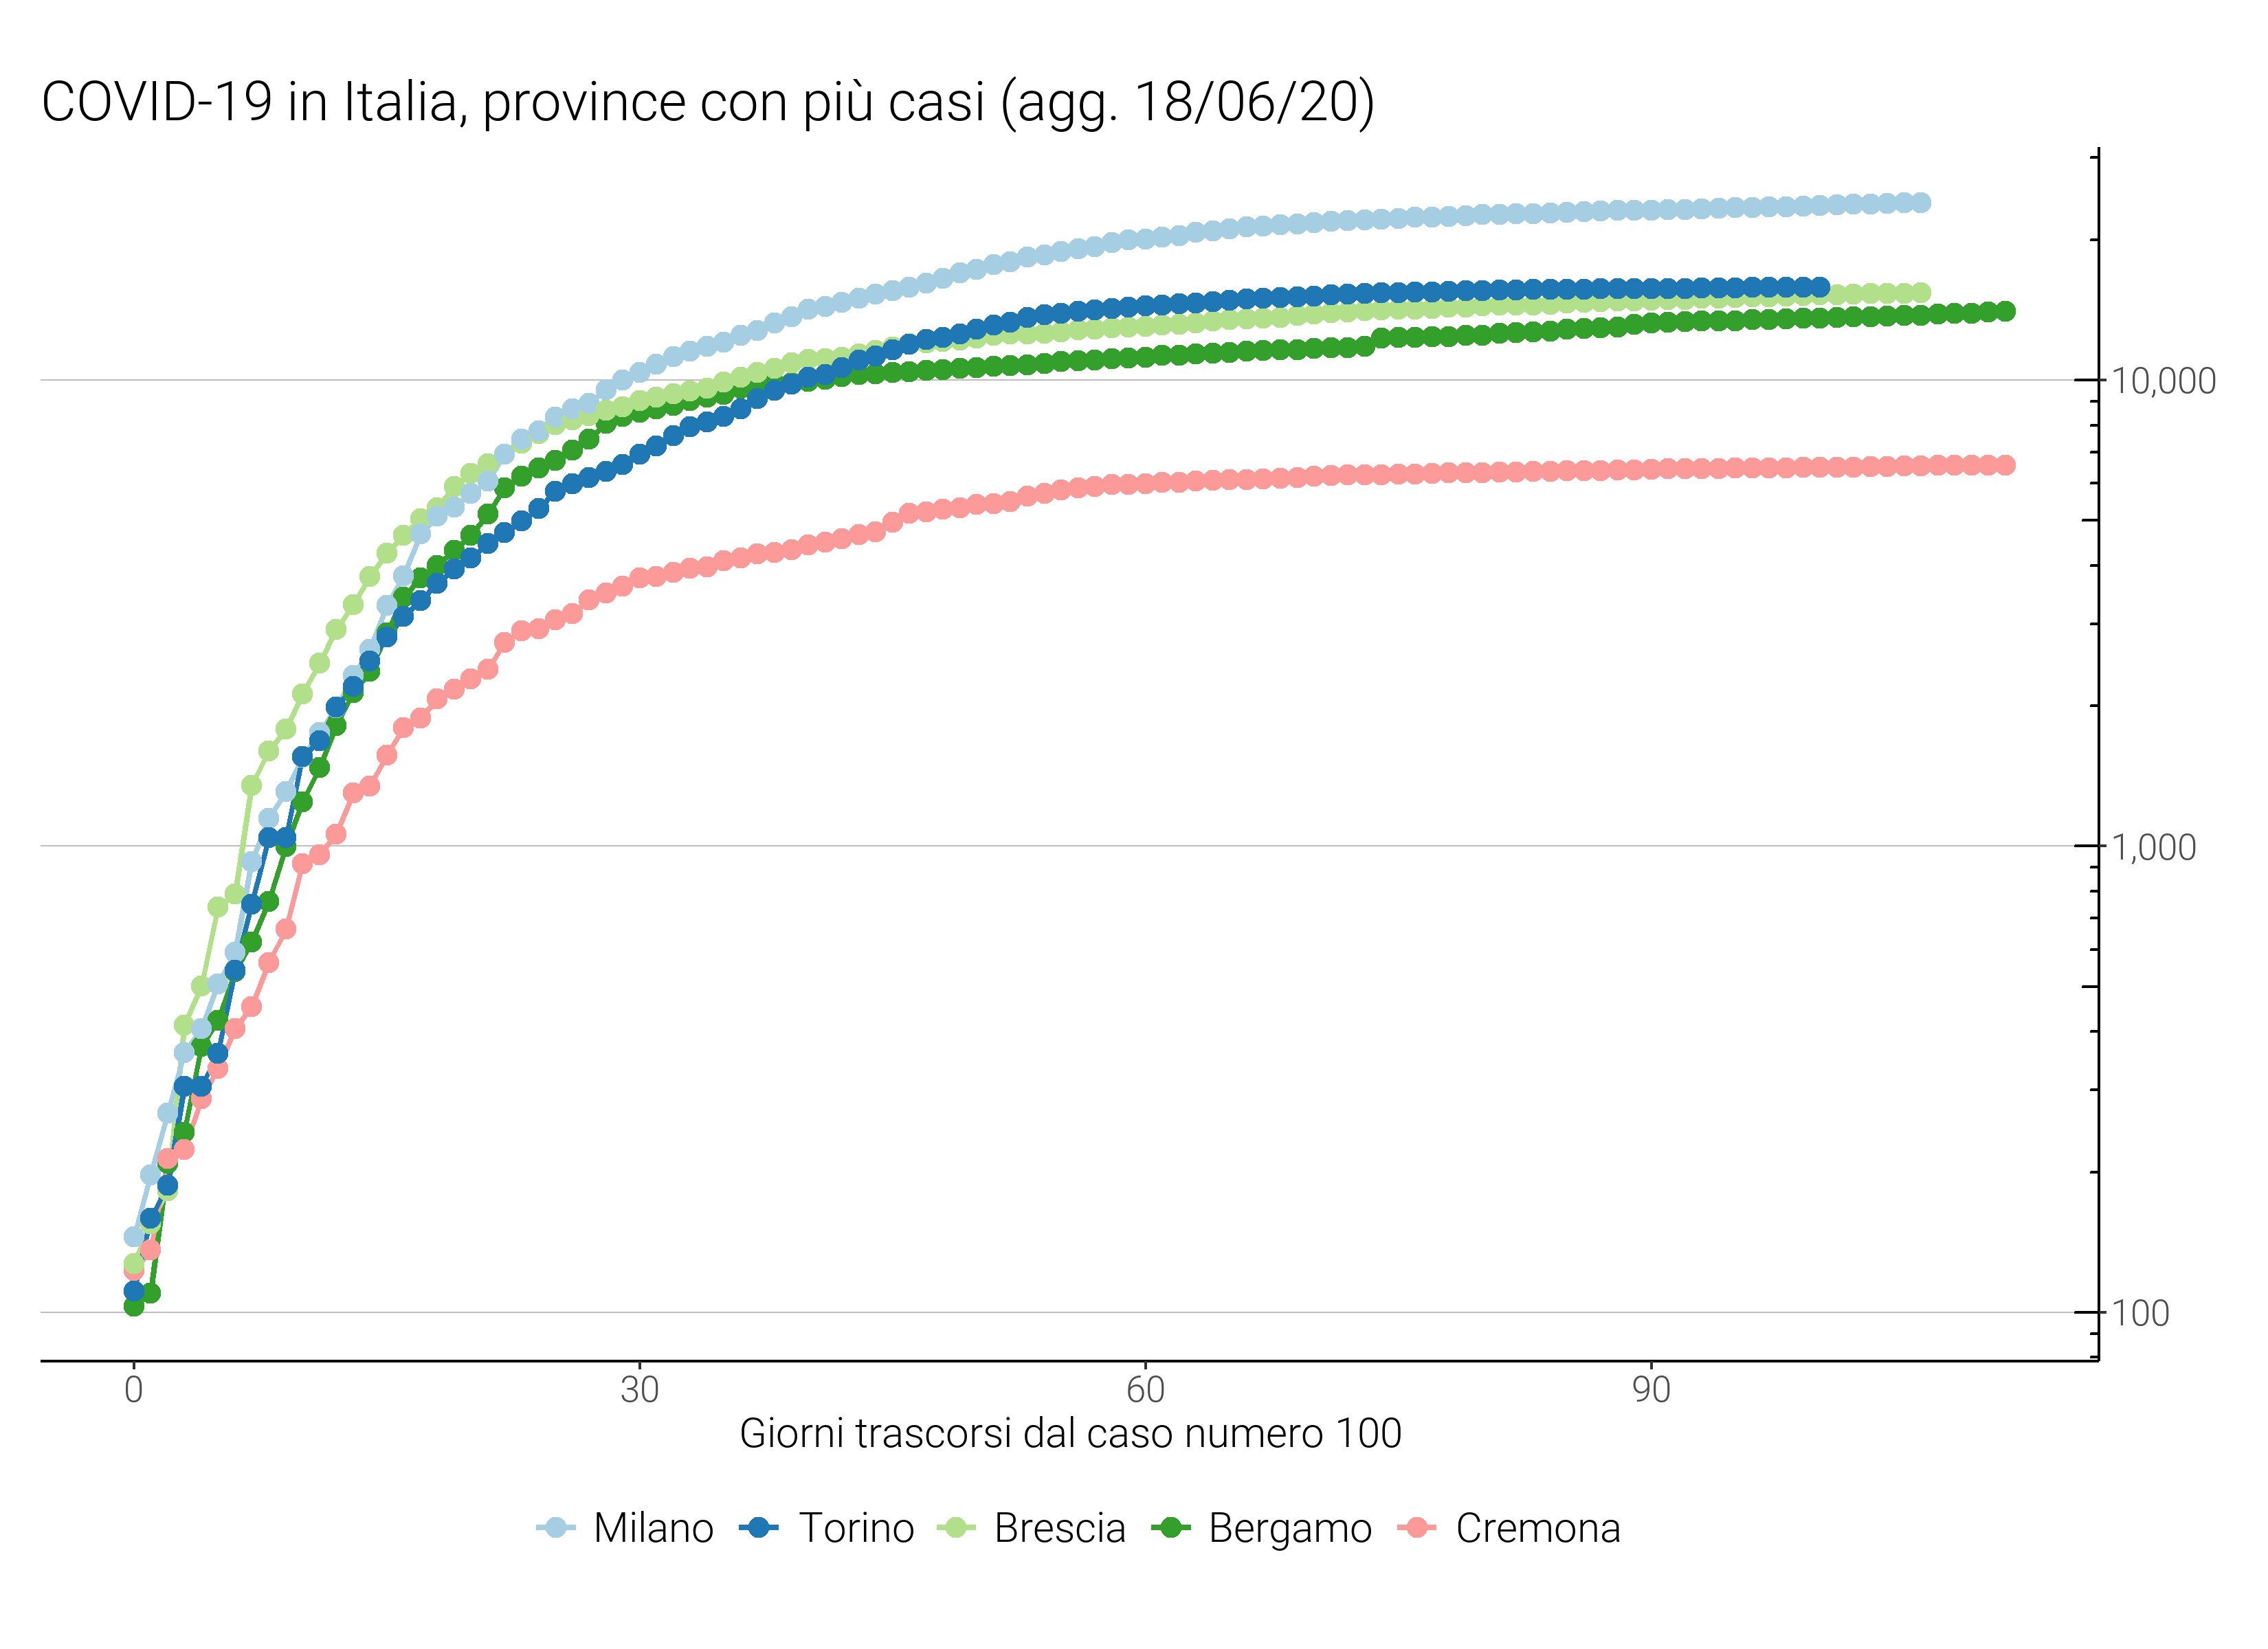 COVID-19 in Italia, province con più casi (agg. 18/06/20)
10,000
1,000
100
0 30 60 90
Giorni trascorsi dal caso numero 100
Milano Torino Brescia Bergamo Cremona